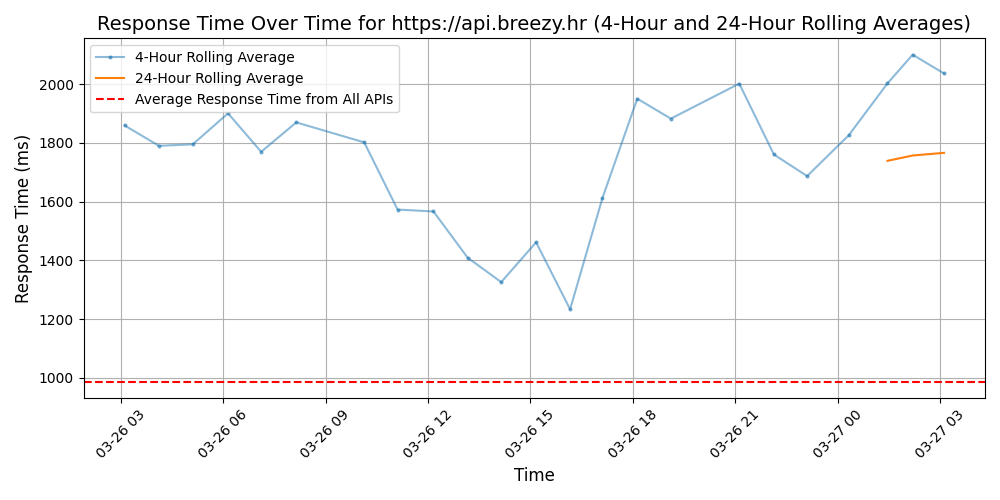 Response Time Over Time for https://api.breezy.hr (4-Hour and 24-Hour Rolling Averages)
4-Hour Rolling Average
24-Hour Rolling Average
Average Response Time from All APIs
Response Time (ms)
2000
1800
1600
1400
1200
1000
03-26 03
03-26 06
03-26 09
03-26 12
03-26 15
03-26 18
03-26 21
03-27 00
03-27 03
Time